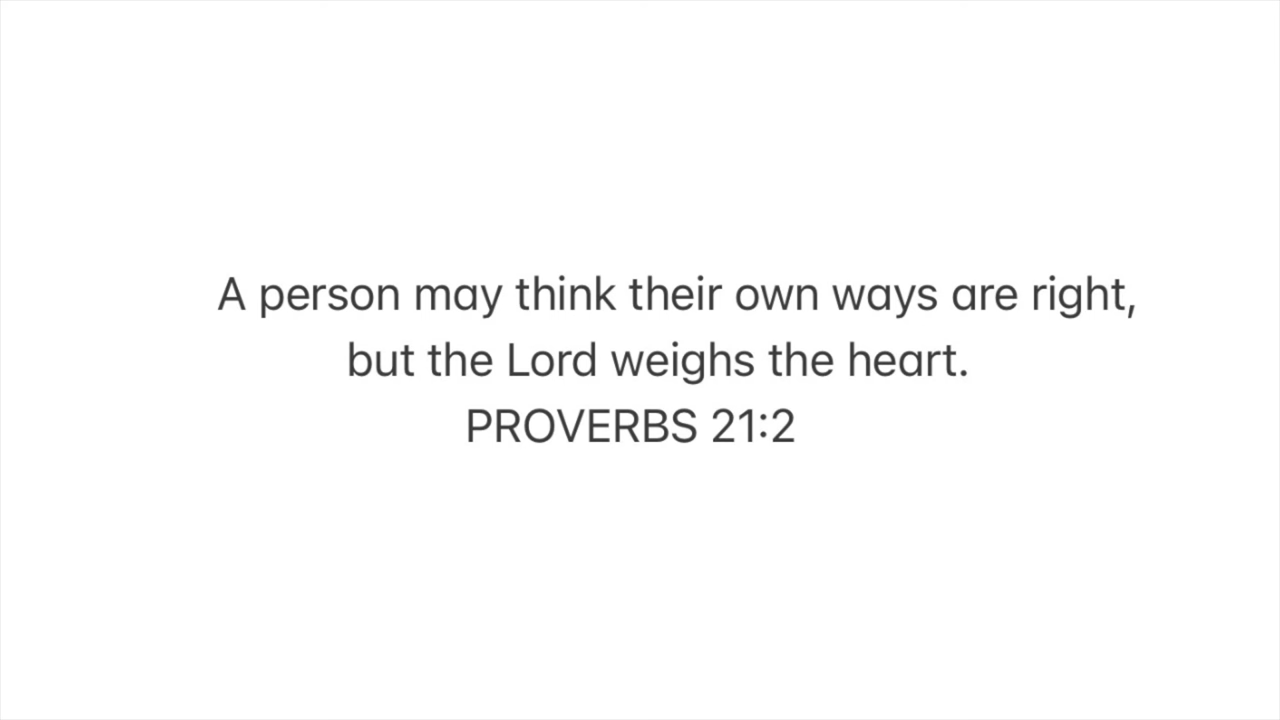 A person may think their own ways are right,
but the Lord weighs the heart.
PROVERBS 21:2